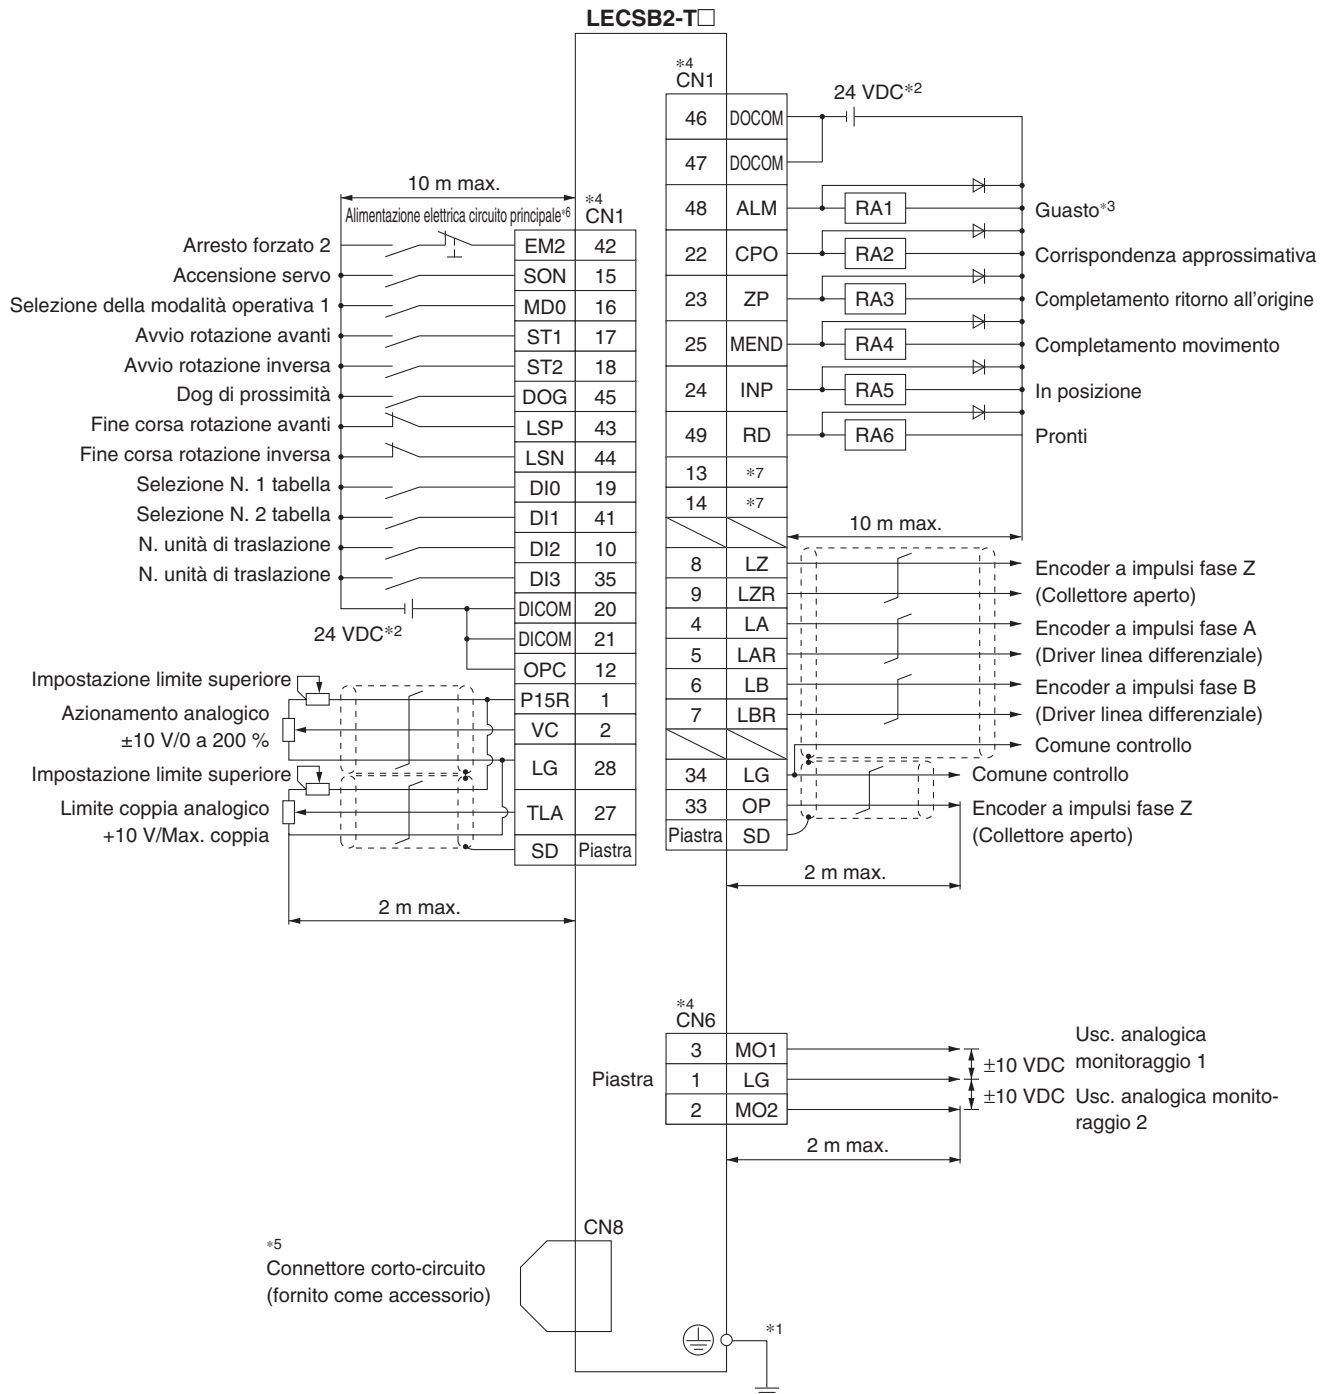 LECSB2-T□
*4
CN1
24 VDC*2
46 DOCOM
47 DOCOM
48 ALM RA1 Guasto*3
22 CPO RA2 Corrispondenza approssimativa
23 ZP RA3 Completamento ritorno all'origine
25 MEND RA4 Completamento movimento
24 INP RA5 In posizione
49 RD RA6 Pronti
13 *7
14 *7
10 m max.
8 LZ Encoder a impulsi fase Z
9 LZR (Collettore aperto)
4 LA Encoder a impulsi fase A
5 LAR (Driver linea differenziale)
6 LB Encoder a impulsi fase B
7 LBR (Driver linea differenziale)
Comune controllo
34 LG Comune controllo
33 OP Encoder a impulsi fase Z
(Collettore aperto)
Piastra SD
2 m max.
10 m max.
*4
CN1
Alimentazione elettrica circuito principale*6
Arresto forzato 2 EM2 42
Accensione servo SON 15
Selezione della modalità operativa 1 MD0 16
Avvio rotazione avanti ST1 17
Avvio rotazione inversa ST2 18
Dog di prossimità DOG 45
Fine corsa rotazione avanti LSP 43
Fine corsa rotazione inversa LSN 44
Selezione N. 1 tabella DI0 19
Selezione N. 2 tabella DI1 41
N. unità di traslazione DI2 10
N. unità di traslazione DI3 35
24 VDC*2
DICOM 20
DICOM 21
OPC 12
Impostazione limite superiore P15R 1
Azionamento analogico
±10 V/0 a 200 %
VC 2
LG 28
Impostazione limite superiore
Limite coppia analogico
+10 V/Max. coppia
TLA 27
SD Piastra
2 m max.
*4
CN6
Piastra
3 MO1
1 LG
2 MO2
±10 VDC
Usc. analogica
monitoraggio 1
±10 VDC
Usc. analogica monito-
raggio 2
2 m max.
CN8
*5
Connettore corto-circuito
(fornito come accessorio)
*1